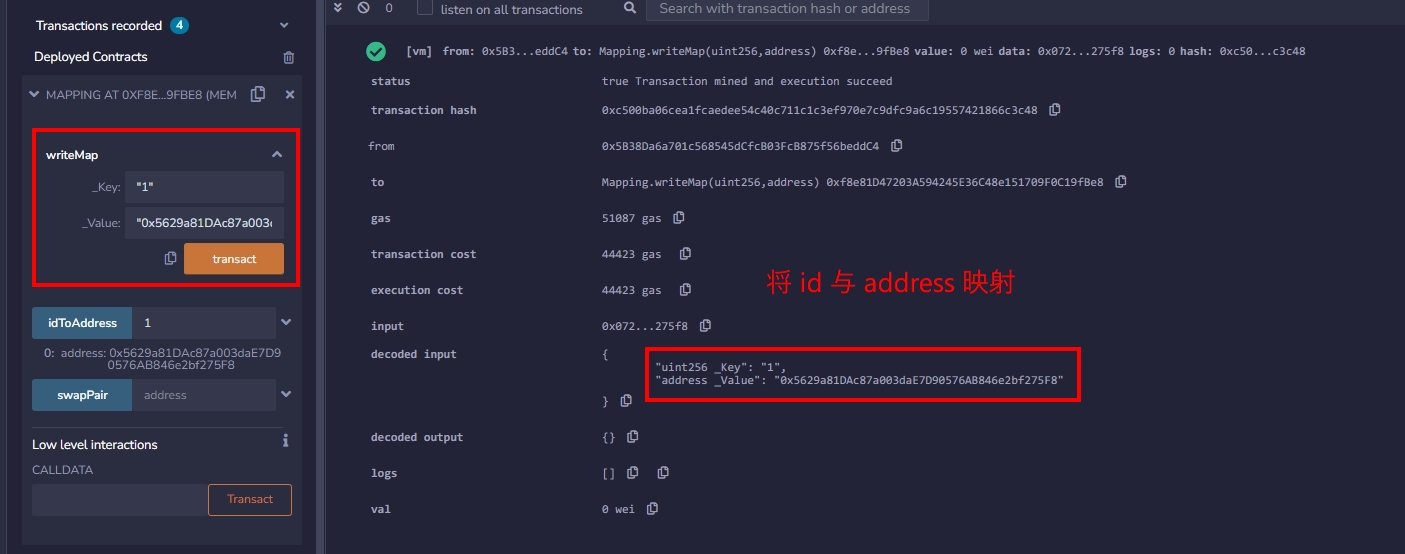 Transactions recorded 4
Deployed Contracts
MAPPING AT 0XF8E...9FBE8 (MEM
writeMap
_Key: "1"
_Value: "0x5629a81DAc87a003
transact
idToAddress 1
0: address: 0x5629a81DAc87a003daE7D9
0576AB846e2bf275F8
swapPair address
Low level interactions
CALLDATA
Transact
0 listen on all transactions Search with transaction hash or address
[vm] from: 0x5B3...eddC4 to: Mapping.writeMap(uint256,address) 0xf8e...9fBe8 value: 0 wei data: 0x072...275f8 logs: 0 hash: 0xc50...c3c48
status true Transaction mined and execution succeed
transaction hash 0xc500ba06cea1fcaedee54c40c711c1c3ef970e7c9dfc9a6c19557421866c3c48
from 0x5B38Da6a701c568545dCfcB03FcB875f56beddC4
to Mapping.writeMap(uint256,address) 0xf8e81D47203A594245E36C48e151709F0C19fBe8
gas 51087 gas
transaction cost 44423 gas
execution cost 44423 gas
将 id 与 address 映射
input 0x072...275f8
decoded input {
"uint256 _Key": "1",
"address _Value": "0x5629a81DAc87a003daE7D90576AB846e2bf275F8"
}
decoded output {}
logs []
val 0 wei